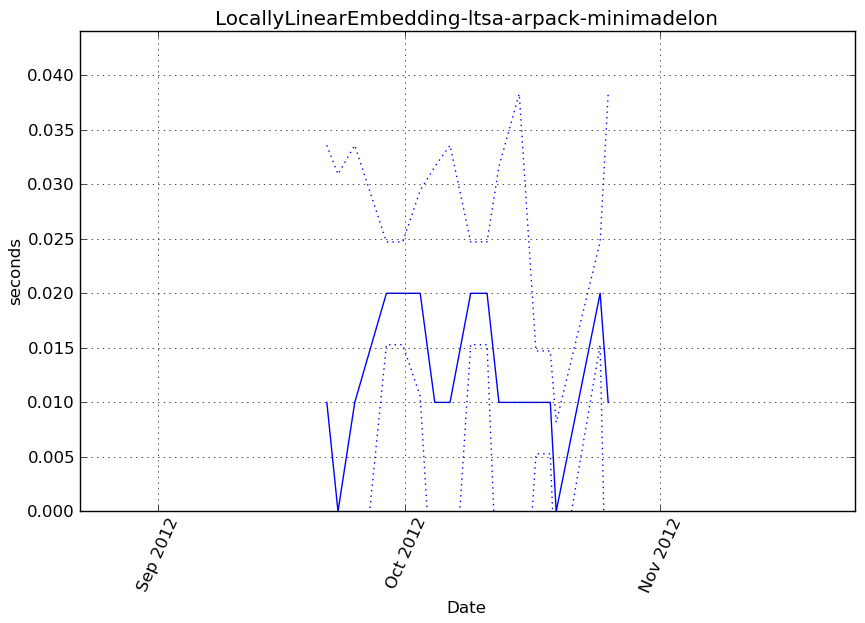 LocallyLinearEmbedding-ltsa-arpack-minimadelon
0.040
0.035
0.030
0.025
0.020
0.015
0.010
0.005
0.000
seconds
Sep 2012
Oct 2012
Nov 2012
Date